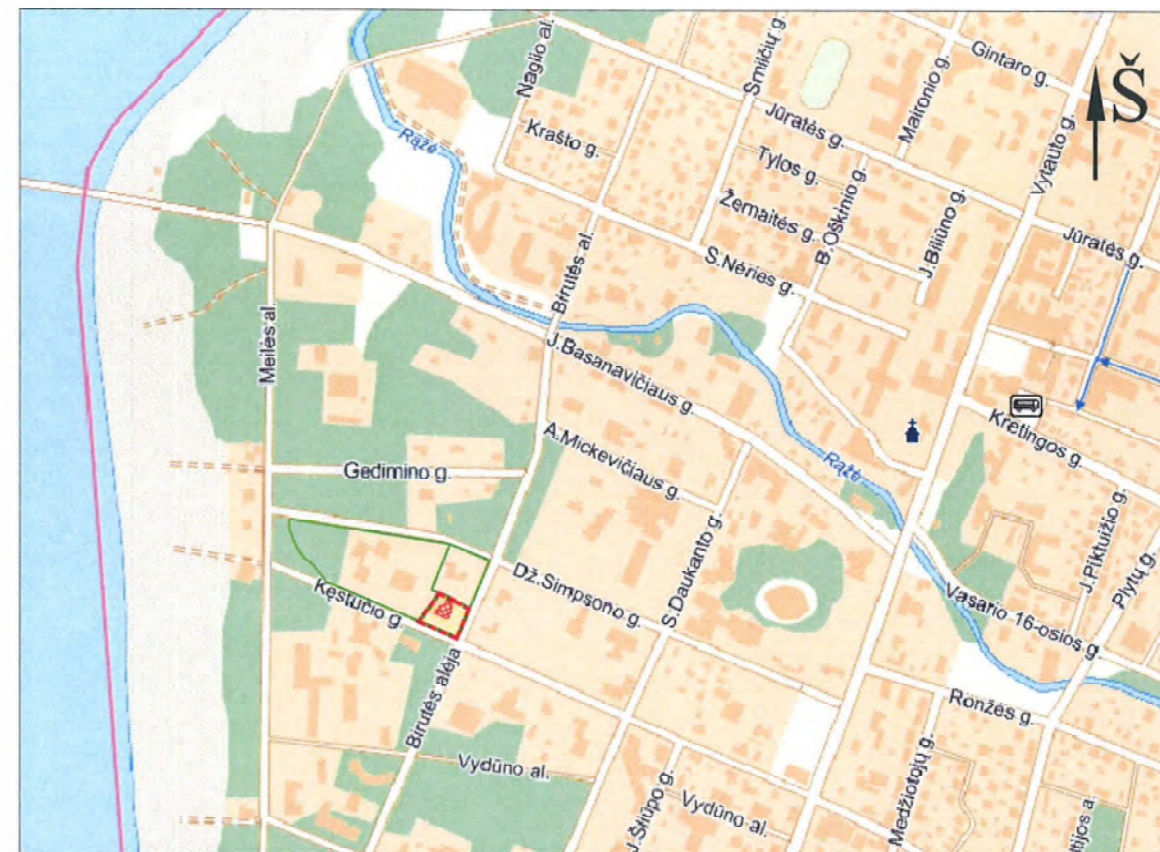 Naglio al.
Smilčių g.
Gintaro g.
Maironio g.
Š
Rąžė
Krašto g.
Jūratės g.
Vytauto g.
Tylos g.
Žemaitės g.
B.Oškinio g.
J.Biliūno g.
Jūratės g.
S.Nėries g.
Birutės al.
Meilės al.
J.Basanavičiaus g.
Kretingos g.
A.Mickevičiaus g.
Rąžė
Gedimino g.
S.Daukanto g.
J.Piktuižio g.
Plytų g.
Dž.Simpsono g.
Kęstučio g.
Vasario 16-osios g.
Birutės alėja
Ronžės g.
Vydūno al.
Medžiotojų g.
J.Šliūpo g.
Vydūno al.
itijos a.